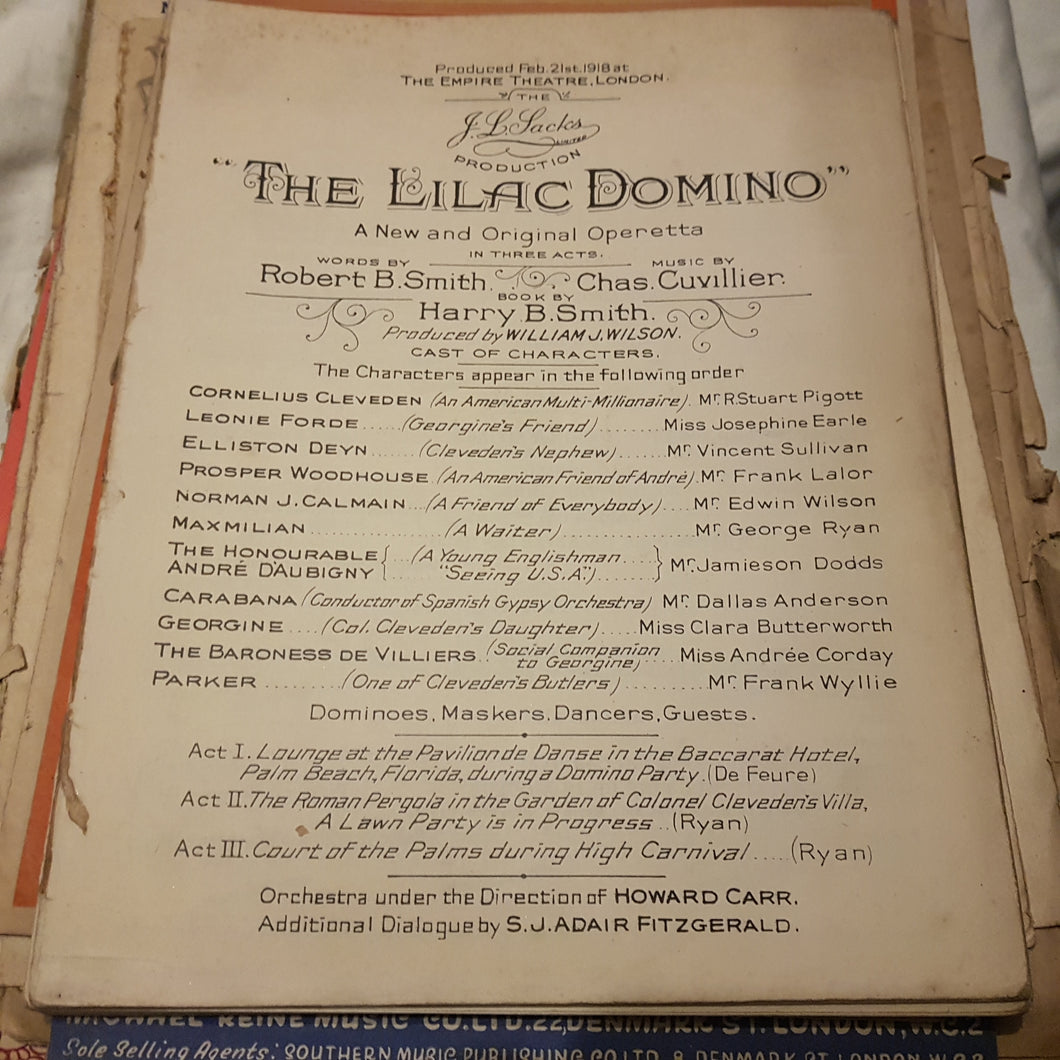 Produced Feb. 21st. 1918 at
THE EMPIRE THEATRE, LONDON.
THE
J. L. Sacks
LIMITED
PRODUCTION
"THE LILAC DOMINO"
A New and Original Operetta
IN THREE ACTS.
WORDS BY MUSIC BY
Robert B. Smith. Chas. Cuvillier.
BOOK BY
Harry B. Smith.
Produced by WILLIAM J. WILSON.
CAST OF CHARACTERS.
The Characters appear in the following order
CORNELIUS CLEVEDEN (An American Multi-Millionaire). Mr. R. Stuart Pigott
LEONIE FORDE ......(Georgine's Friend)........ Miss Josephine Earle
ELLISTON DEYN .......(Cleveden's Nephew)...... Mr. Vincent Sullivan
PROSPER WOODHOUSE (An American Friend of André). Mr. Frank Lalor
NORMAN J. CALMAIN ...(A Friend of Everybody).... Mr. Edwin Wilson
MAXMILIAN ....................(A Waiter)................. Mr. George Ryan
THE HONOURABLE { ...(A Young Englishman ..... }
ANDRÉ D'AUBIGNY { ....... "Seeing U.S.A.")........ } Mr. Jamieson Dodds
CARABANA (Conductor of Spanish Gypsy Orchestra) Mr. Dallas Anderson
GEORGINE ....(Col. Cleveden's Daughter)..... Miss Clara Butterworth
THE BARONESS DE VILLIERS. (Social Companion
to Georgine)..... Miss Andrée Corday
PARKER ..........(One of Cleveden's Butlers).......... Mr. Frank Wyllie
Dominoes, Maskers, Dancers, Guests.
Act I. Lounge at the Pavilion de Danse in the Baccarat Hotel,
Palm Beach, Florida, during a Domino Party. (De Feure)
Act II. The Roman Pergola in the Garden of Colonel Cleveden's Villa,
A Lawn Party is in Progress ..(Ryan)
Act III. Court of the Palms during High Carnival .....(Ryan)
Orchestra under the Direction of HOWARD CARR.
Additional Dialogue by S. J. ADAIR FITZGERALD.
MICHAEL REINE MUSIC CO. LTD. 22, DENMARK ST. LONDON, W.C.2
Sole Selling Agents: SOUTHERN MUSIC PUBLISHING CO LTD. 8, DENMARK ST LONDON